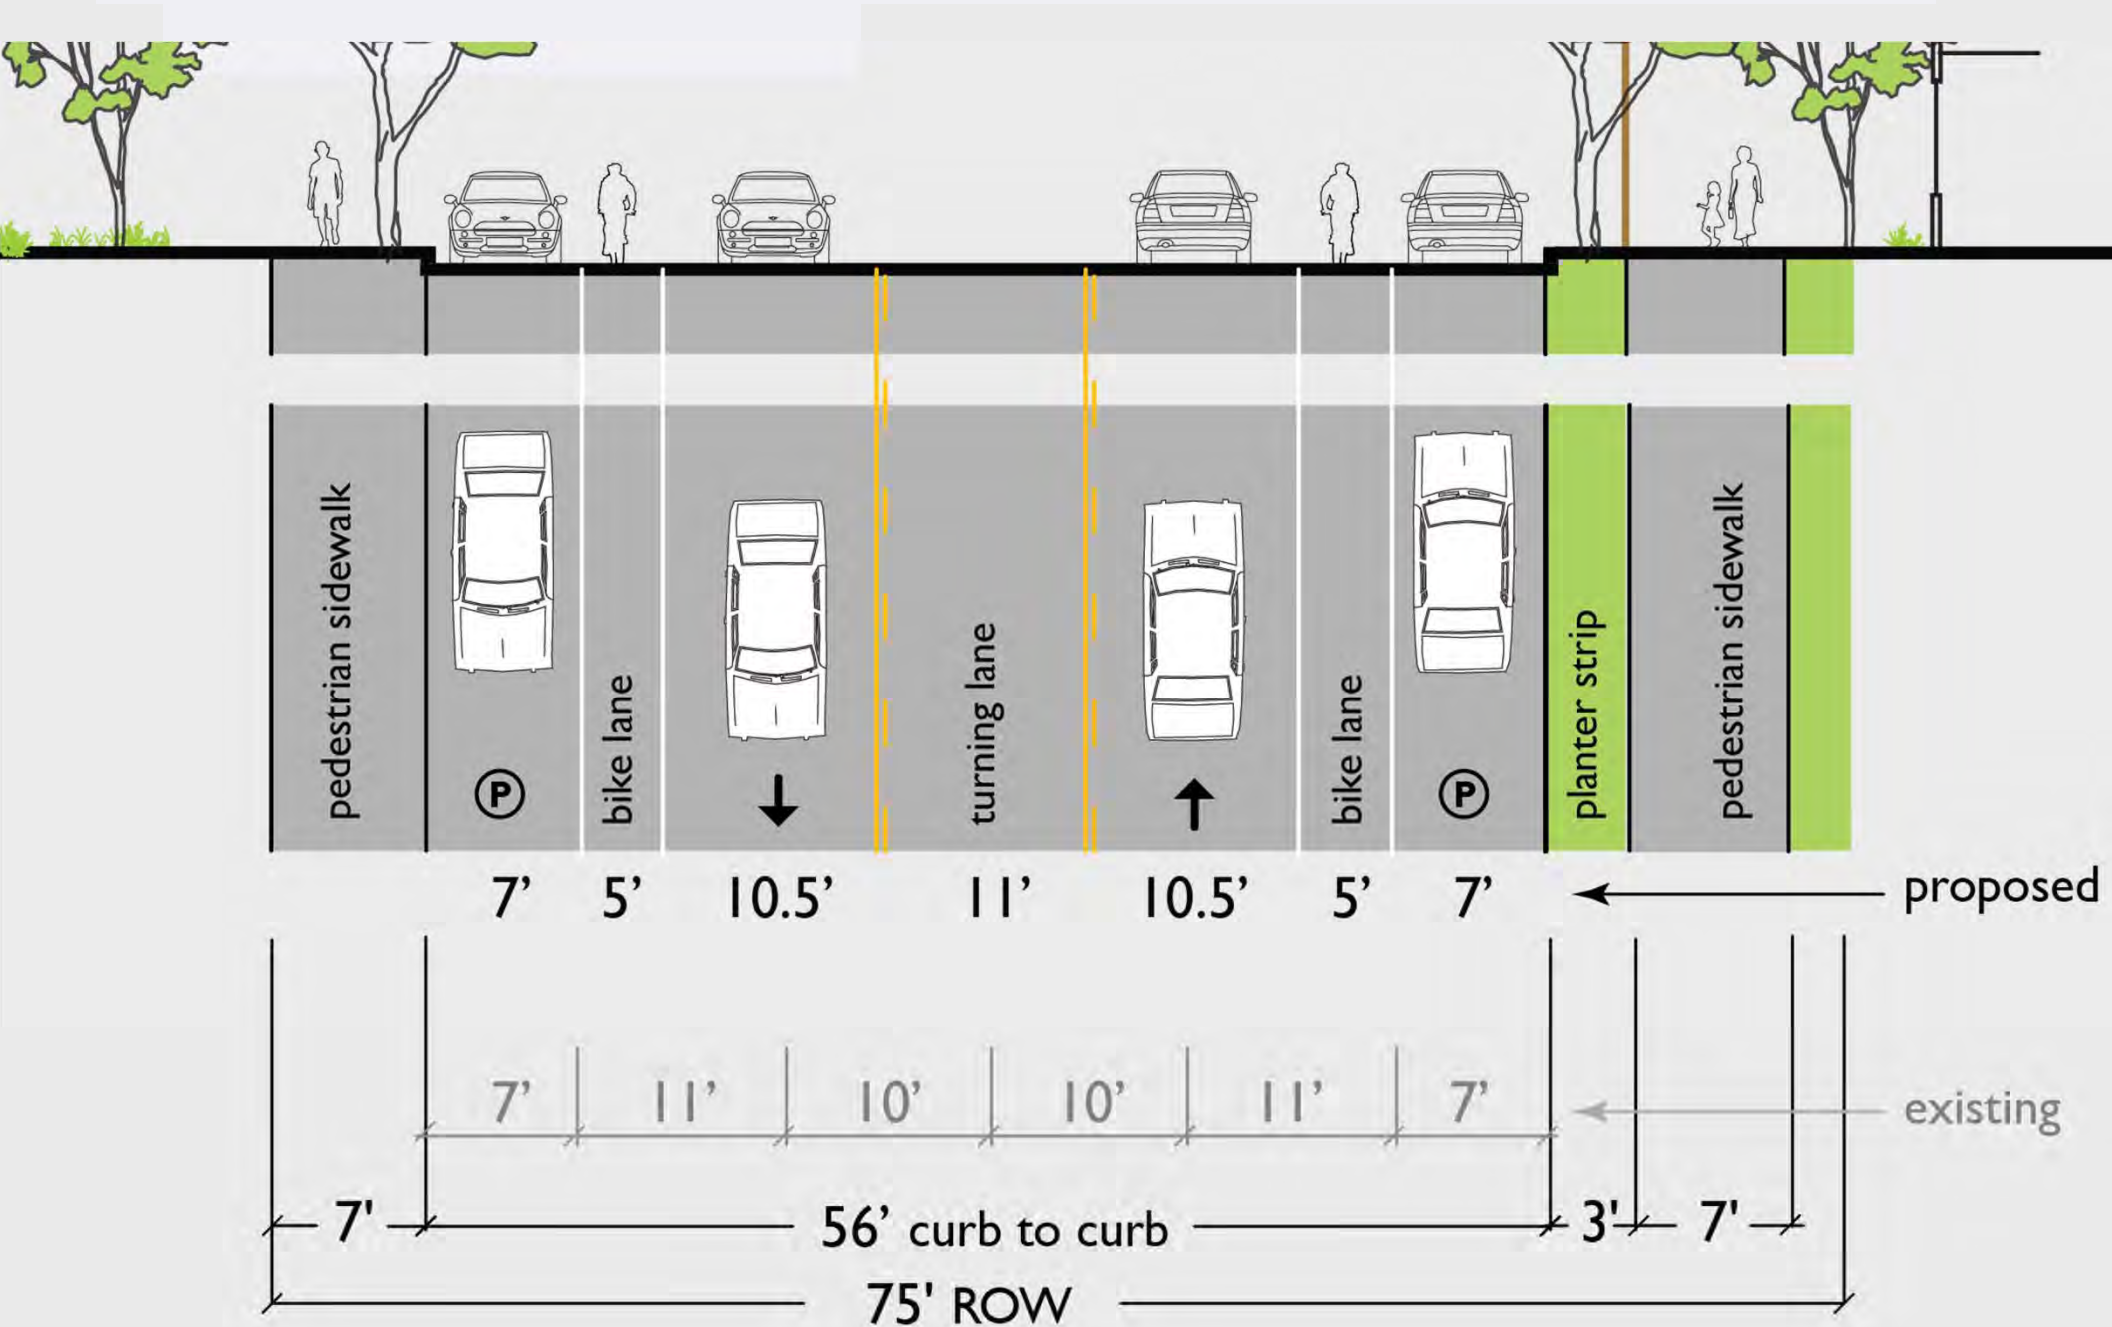 pedestrian sidewalk
P
bike lane
turning lane
bike lane
P
planter strip
pedestrian sidewalk
7’ 5’ 10.5’ 11’ 10.5’ 5’ 7’ proposed
7’ 11’ 10’ 10’ 11’ 7’ existing
7' 56’ curb to curb 3' 7'
75' ROW